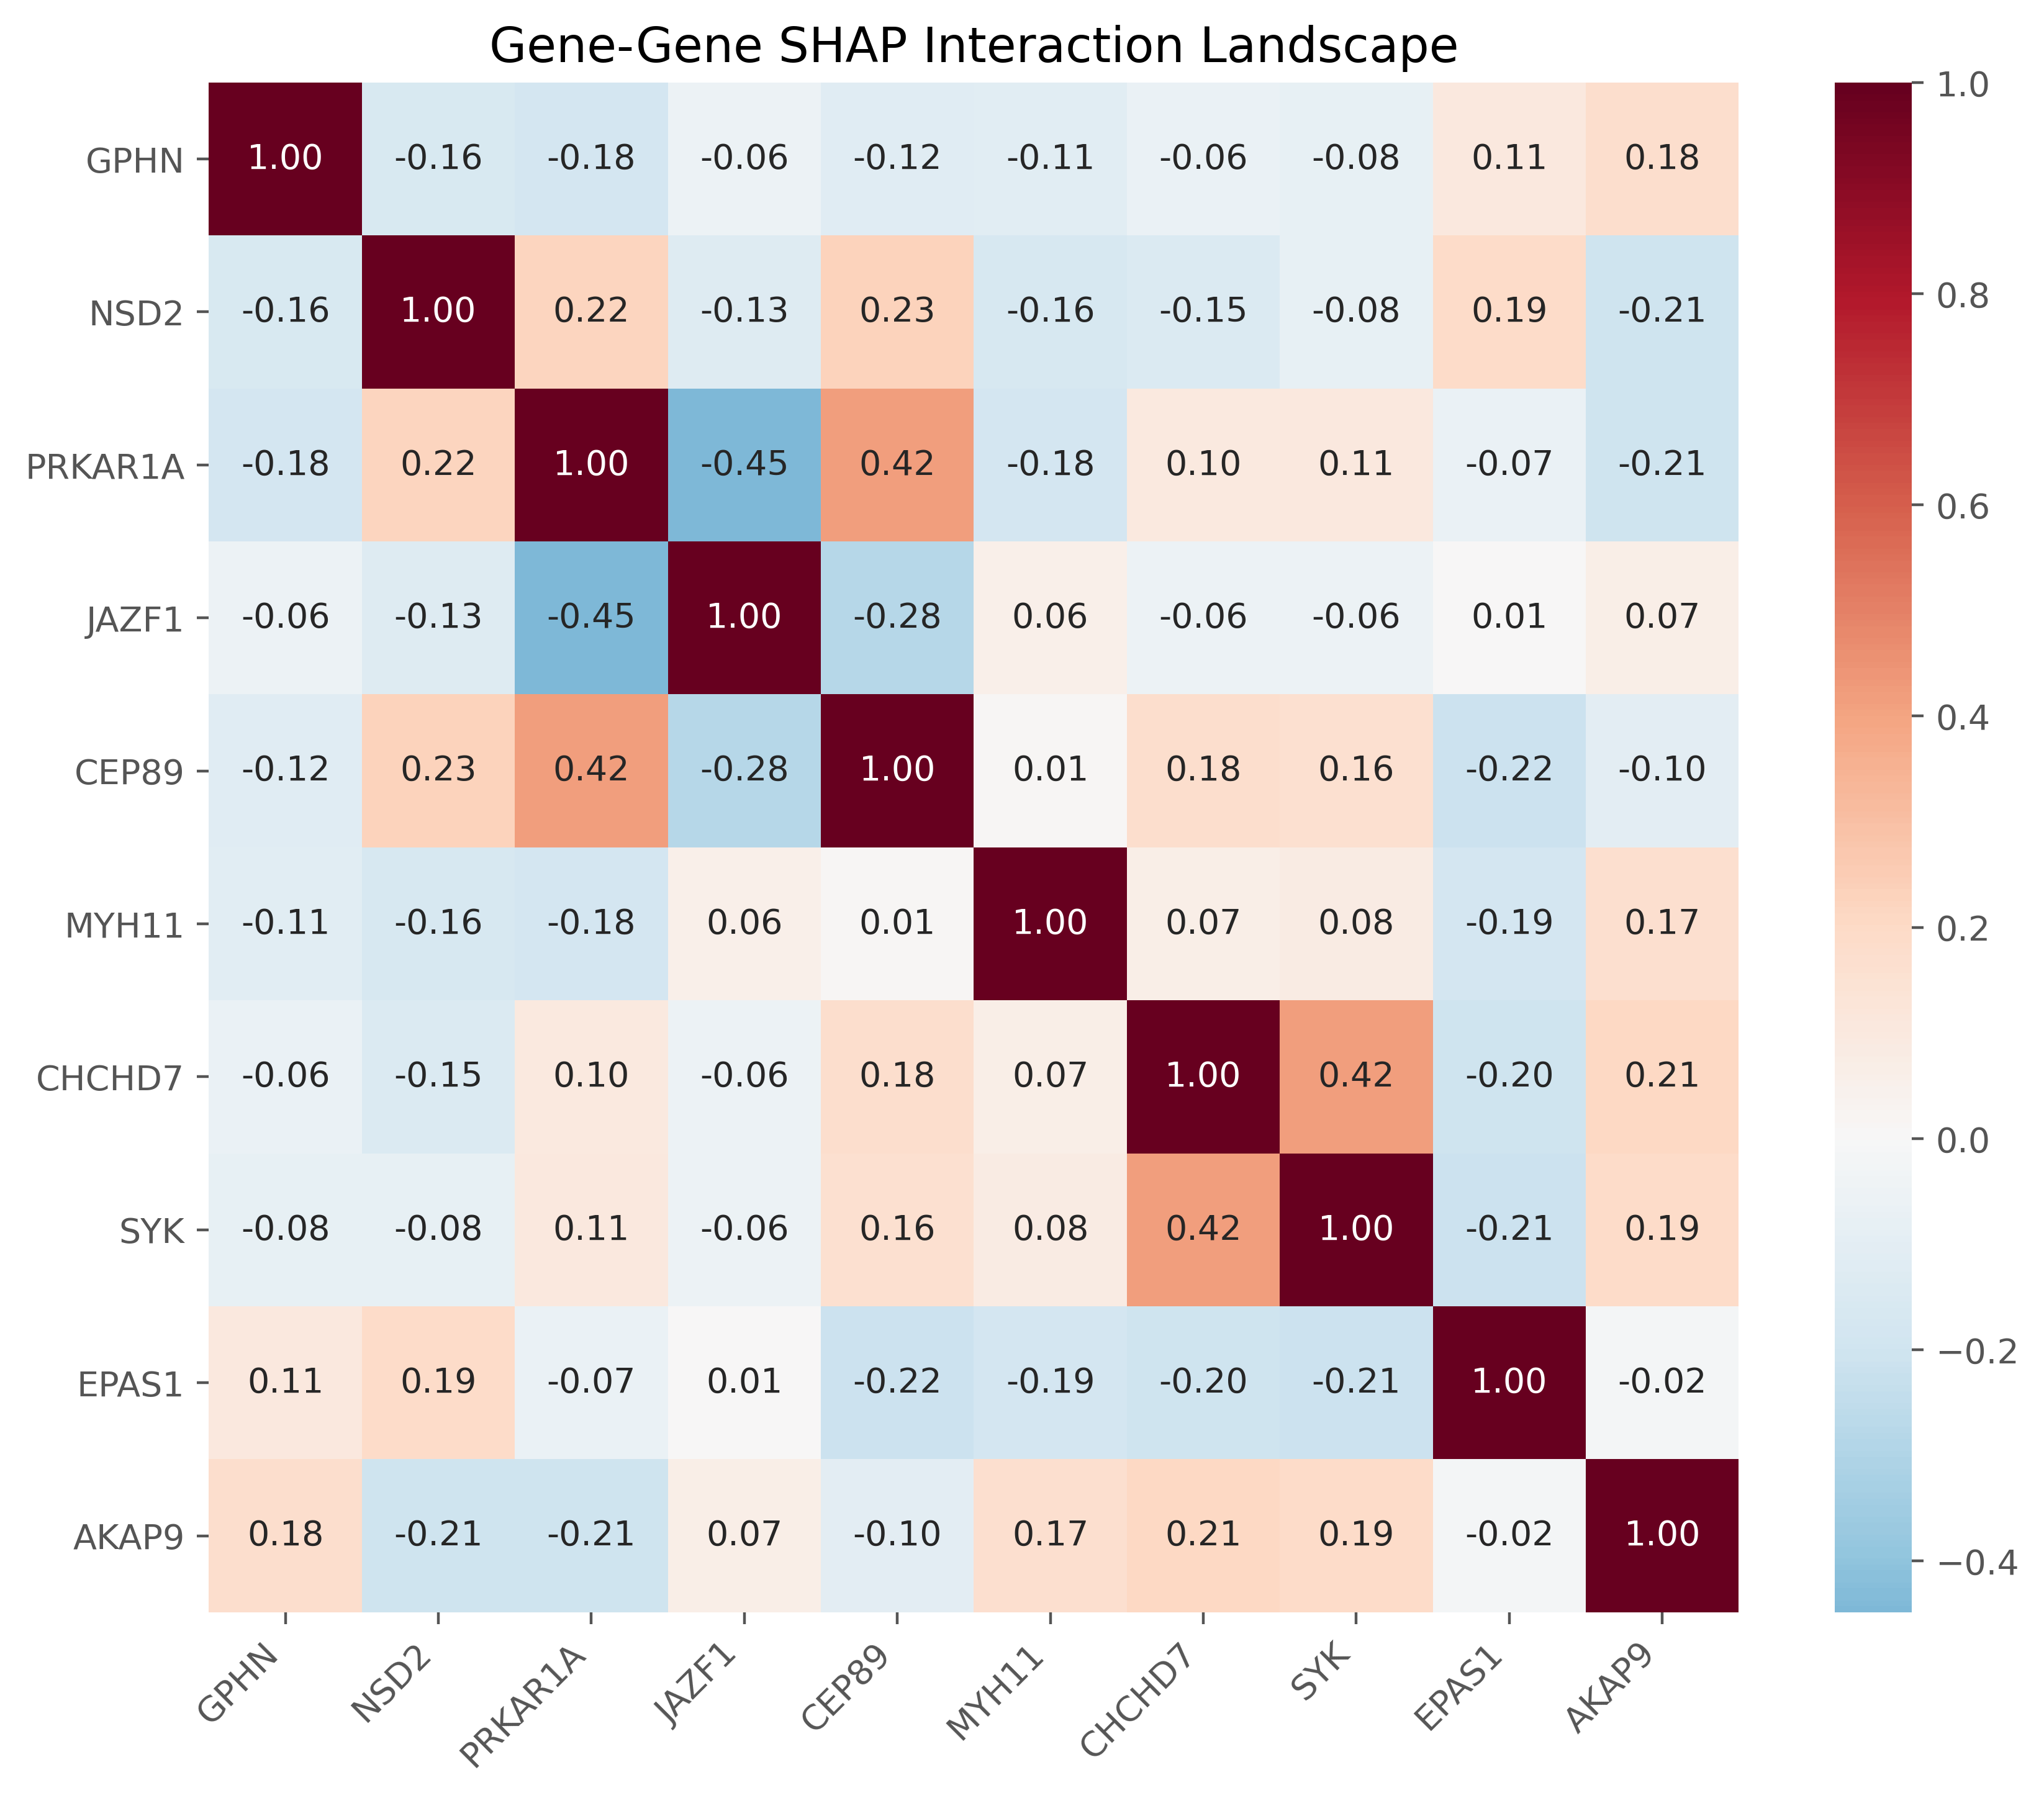 Gene-Gene SHAP Interaction Landscape
GPHN 1.00 -0.16 -0.18 -0.06 -0.12 -0.11 -0.06 -0.08 0.11 0.18
NSD2 -0.16 1.00 0.22 -0.13 0.23 -0.16 -0.15 -0.08 0.19 -0.21
PRKAR1A -0.18 0.22 1.00 -0.45 0.42 -0.18 0.10 0.11 -0.07 -0.21
JAZF1 -0.06 -0.13 -0.45 1.00 -0.28 0.06 -0.06 -0.06 0.01 0.07
CEP89 -0.12 0.23 0.42 -0.28 1.00 0.01 0.18 0.16 -0.22 -0.10
MYH11 -0.11 -0.16 -0.18 0.06 0.01 1.00 0.07 0.08 -0.19 0.17
CHCHD7 -0.06 -0.15 0.10 -0.06 0.18 0.07 1.00 0.42 -0.20 0.21
SYK -0.08 -0.08 0.11 -0.06 0.16 0.08 0.42 1.00 -0.21 0.19
EPAS1 0.11 0.19 -0.07 0.01 -0.22 -0.19 -0.20 -0.21 1.00 -0.02
AKAP9 0.18 -0.21 -0.21 0.07 -0.10 0.17 0.21 0.19 -0.02 1.00
GPHN NSD2 PRKAR1A JAZF1 CEP89 MYH11 CHCHD7 SYK EPAS1 AKAP9
1.0
0.8
0.6
0.4
0.2
0.0
−0.2
−0.4